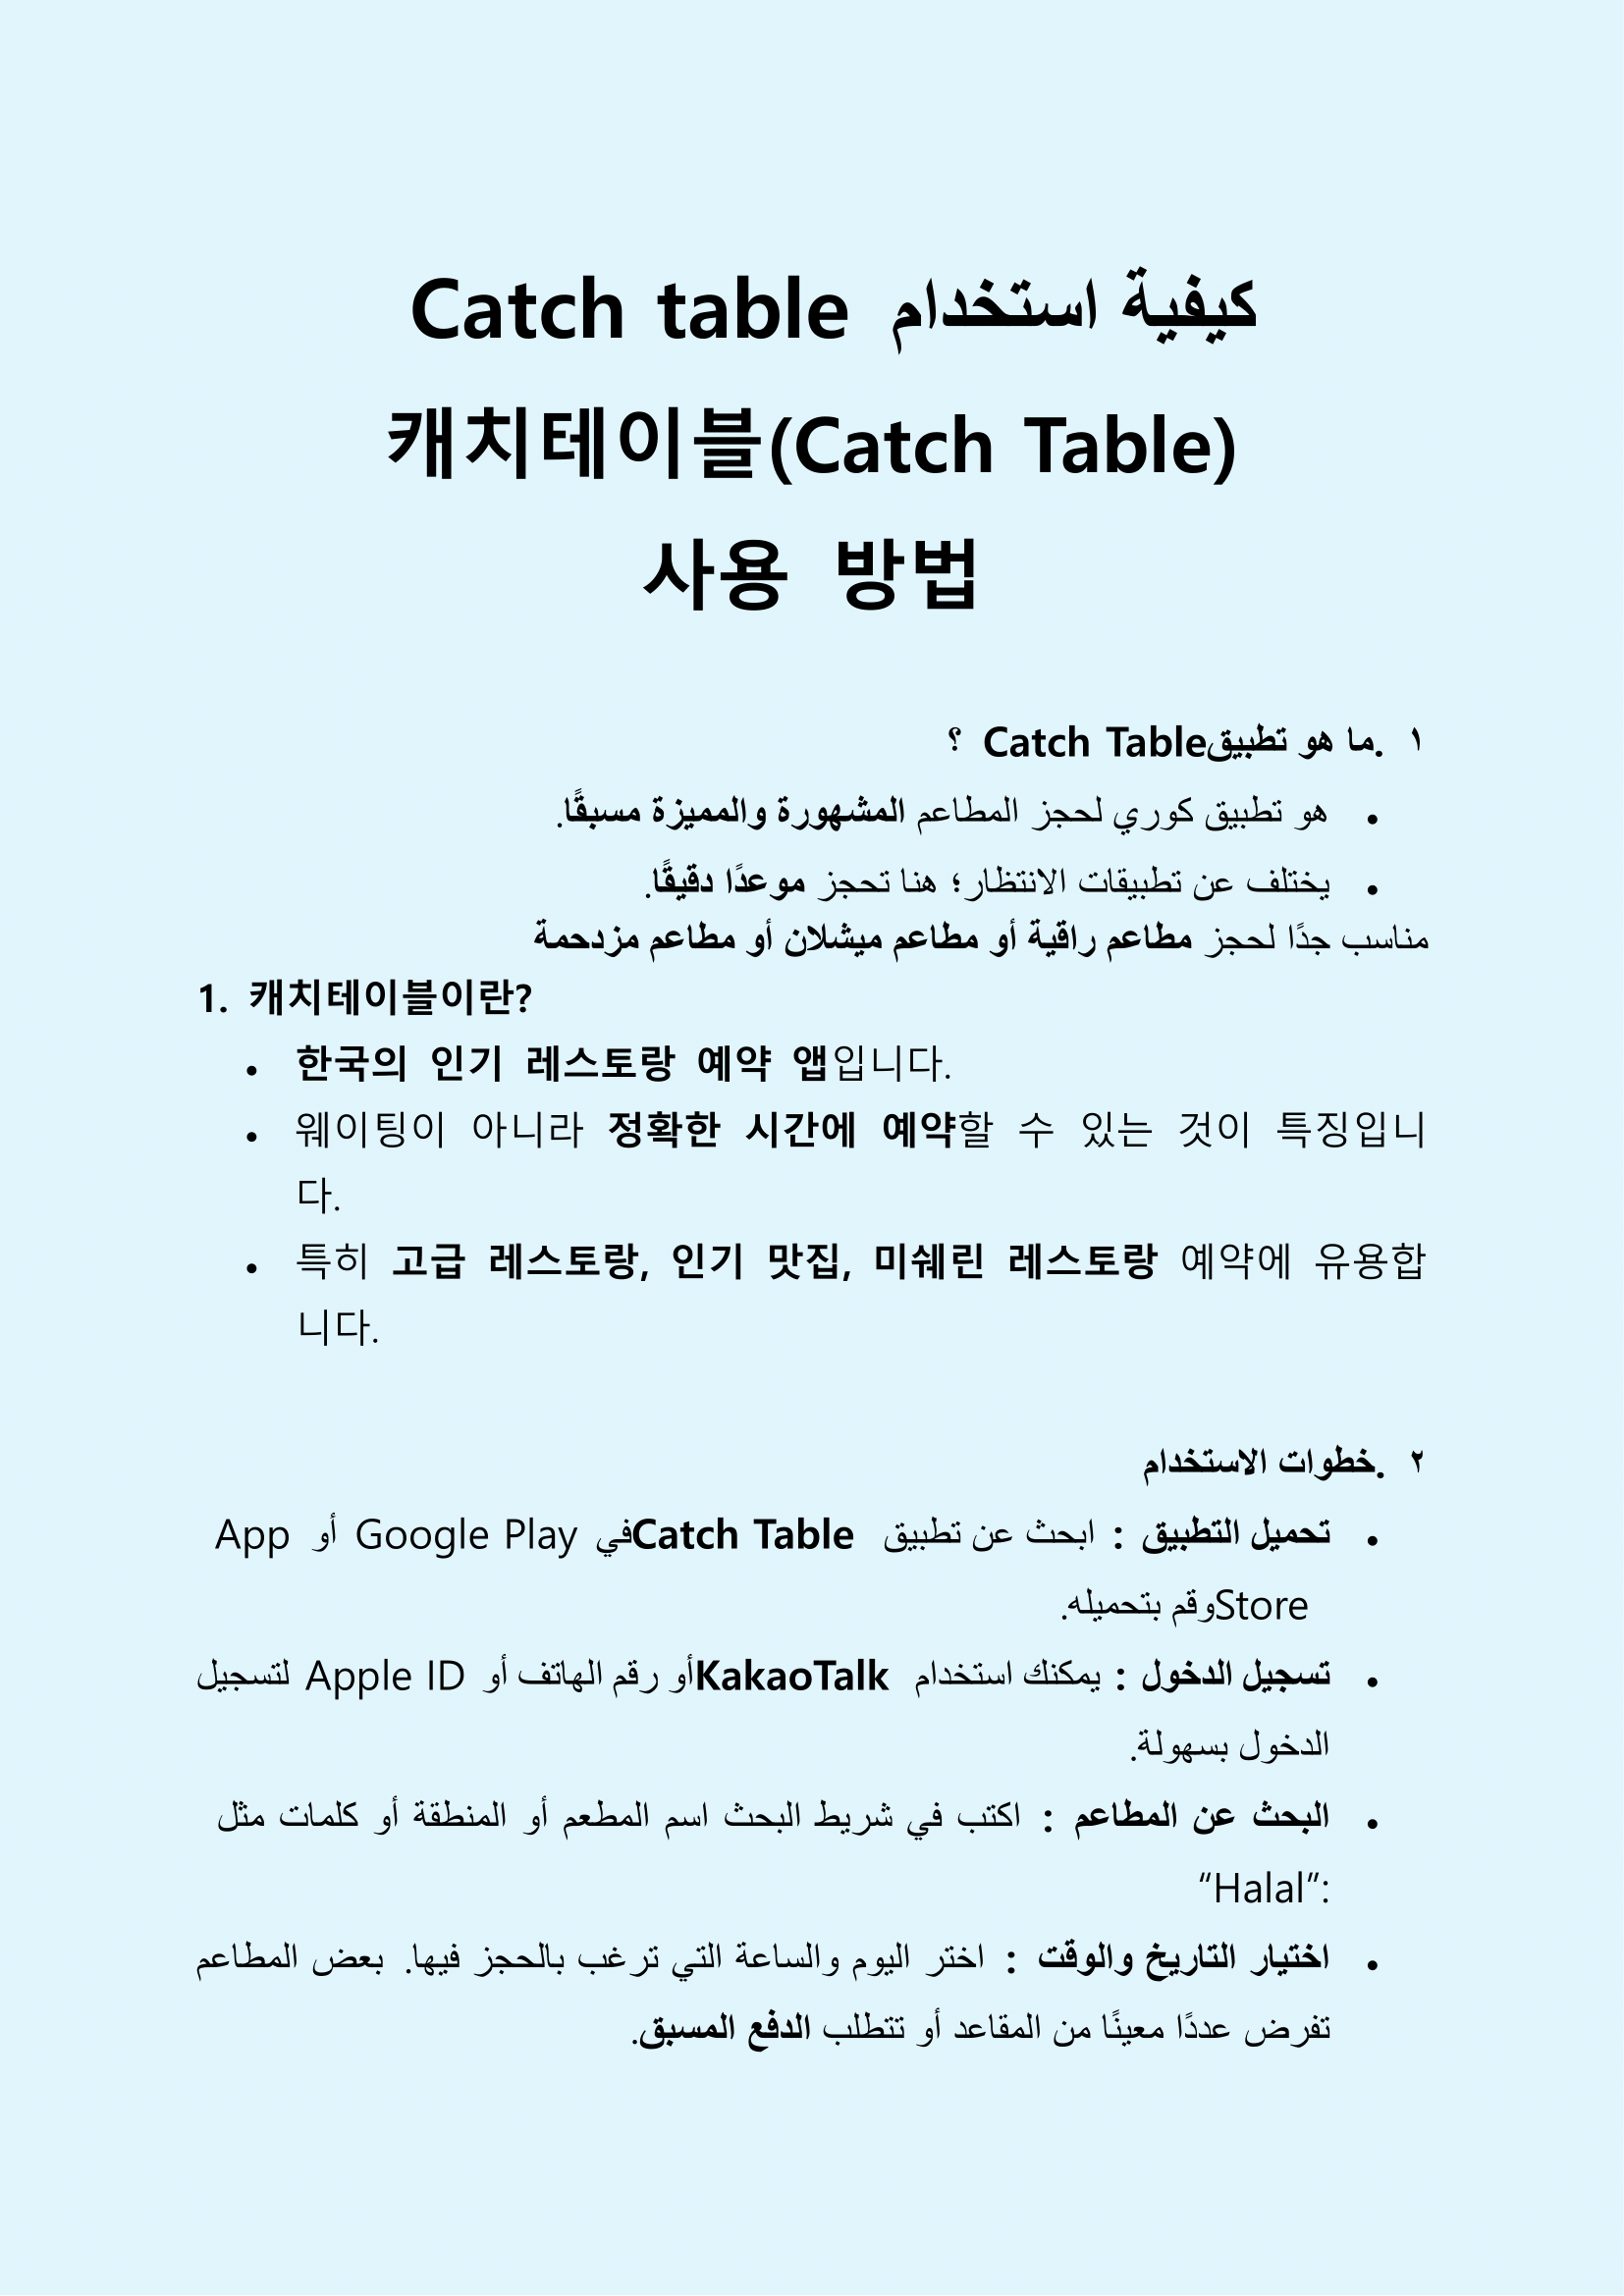 كيفية استخدام Catch table
캐치테이블(Catch Table)
사용 방법
١ .ما هو تطبيقCatch Table ؟
• هو تطبيق كوري لحجز المطاعم المشهورة والمميزة مسبقًا.
• يختلف عن تطبيقات الانتظار؛ هنا تحجز موعدًا دقيقًا.
مناسب جدًا لحجز مطاعم راقية أو مطاعم ميشلان أو مطاعم مزدحمة
1. 캐치테이블이란?
• 한국의 인기 레스토랑 예약 앱입니다.
• 웨이팅이 아니라 정확한 시간에 예약할 수 있는 것이 특징입니
다.
• 특히 고급 레스토랑, 인기 맛집, 미쉐린 레스토랑 예약에 유용합
니다.
٢ .خطوات الاستخدام
• تحميل التطبيق : ابحث عن تطبيق Catch Tableفي Google Play أو App
Storeوقم بتحميله.
• تسجيل الدخول : يمكنك استخدام KakaoTalkأو رقم الهاتف أو Apple ID لتسجيل
الدخول بسهولة.
• البحث عن المطاعم : اكتب في شريط البحث اسم المطعم أو المنطقة أو كلمات مثل
“Halal”:
• اختيار التاريخ والوقت : اختر اليوم والساعة التي ترغب بالحجز فيها. بعض المطاعم
تفرض عددًا معينًا من المقاعد أو تتطلب الدفع المسبق.